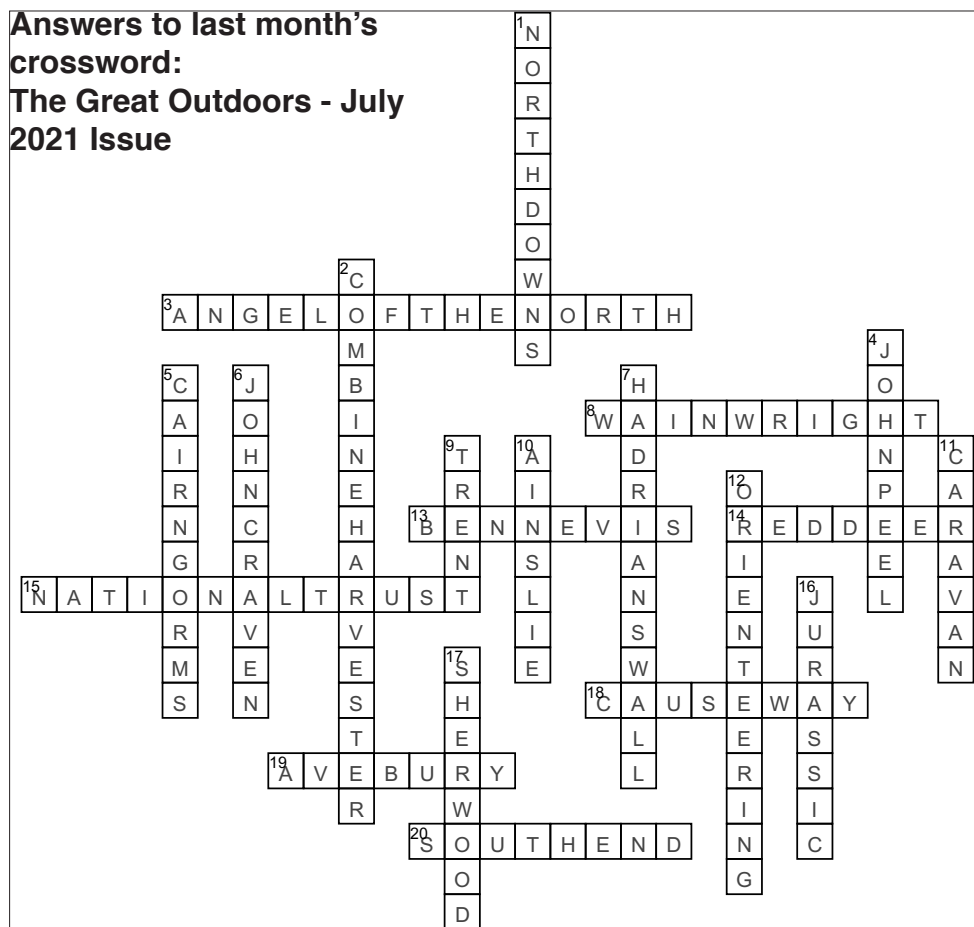 Answers to last month’s
crossword:
The Great Outdoors - July
2021 Issue
1 NORTHDOWNS
2 COMBINEHARVESTER
3 ANGELOFTHENORTH
4 JOHNPEEL
5 CAIRNGORMS
6 JOHNCRAVEN
7 HADRIANSWALL
8 WAINWRIGHT
9 TRENT
10 AINSLIE
11 CARAVAN
12 ORIENTEERING
13 BENNEVIS
14 REDDEER
15 NATIONALTRUST
16 JURASSIC
17 SHERWOOD
18 CAUSEWAY
19 AVEBURY
20 SOUTHEND